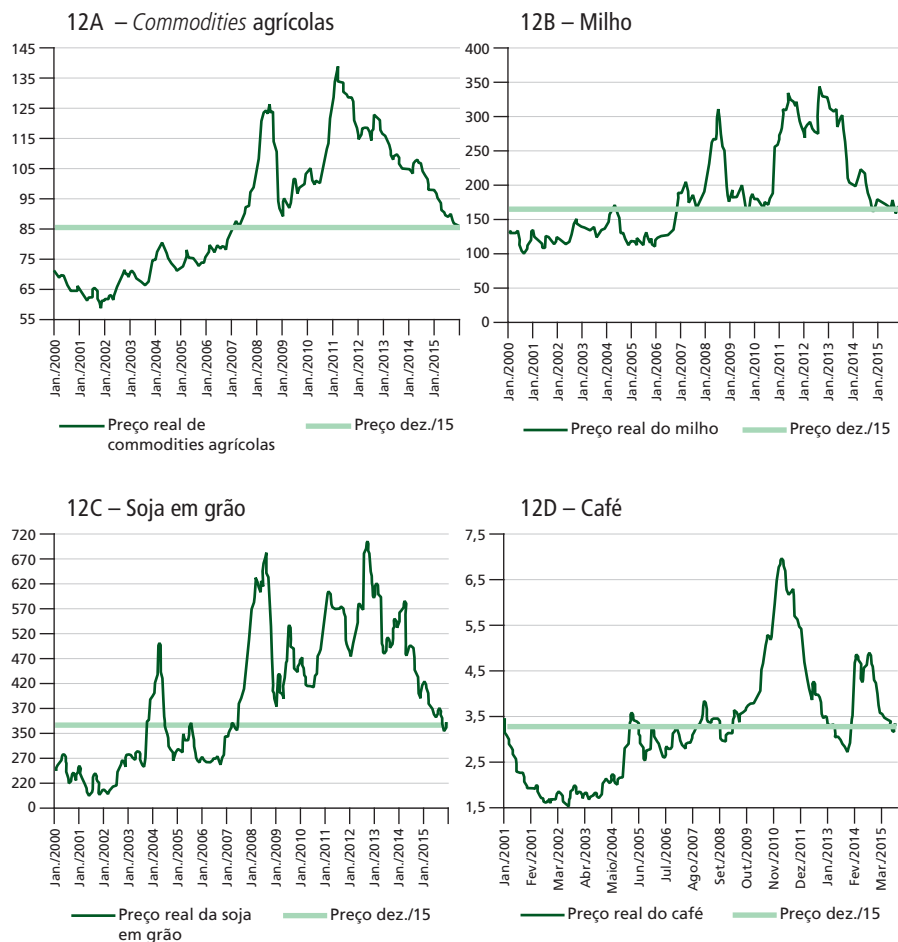 12A – Commodities agrícolas
145
135
125
115
105
95
85
75
65
55
Jan./2000
Jan./2001
Jan./2002
Jan./2003
Jan./2004
Jan./2005
Jan./2006
Jan./2007
Jan./2008
Jan./2009
Jan./2010
Jan./2011
Jan./2012
Jan./2013
Jan./2014
Jan./2015
Preço real de
commodities agrícolas
Preço dez./15
12B – Milho
400
350
300
250
200
150
100
50
0
Jan./2000
Jan./2001
Jan./2002
Jan./2003
Jan./2004
Jan./2005
Jan./2006
Jan./2007
Jan./2008
Jan./2009
Jan./2010
Jan./2011
Jan./2012
Jan./2013
Jan./2014
Jan./2015
Preço real do milho
Preço dez./15
12C – Soja em grão
720
670
620
570
520
470
420
370
350
270
220
0
Jan./2000
Jan./2001
Jan./2002
Jan./2003
Jan./2004
Jan./2005
Jan./2006
Jan./2007
Jan./2008
Jan./2009
Jan./2010
Jan./2011
Jan./2012
Jan./2013
Jan./2014
Jan./2015
Preço real da soja
em grão
Preço dez./15
12D – Café
7,5
6,5
5,5
4,5
3,5
2,5
1,5
Jan./2001
Fev./2001
Mar./2002
Abr./2003
Maio/2004
Jun./2005
Jun./2006
Jul./2007
Ago./2007
Set./2008
Out./2009
Nov./2010
Dez./2011
Jan./2013
Fev./2014
Mar./2015
Preço real do café
Preço dez./15